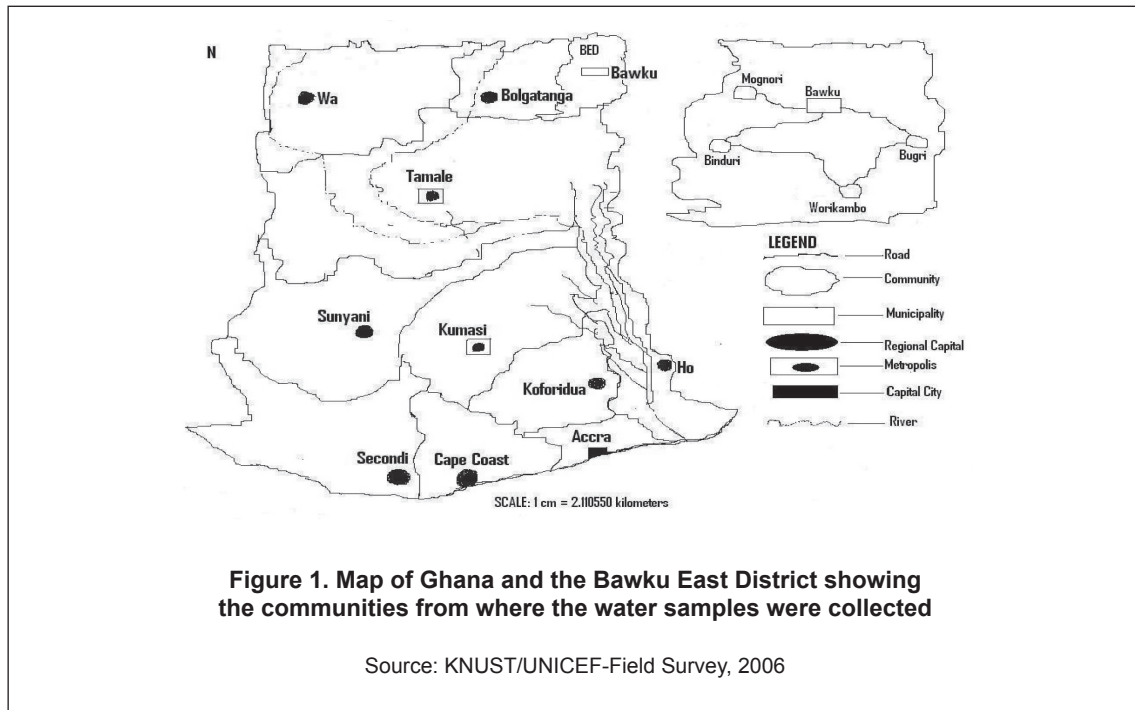 N
BED
Bawku
Wa
Bolgatanga
Tamale
Sunyani
Kumasi
Koforidua
Ho
Accra
Secondi
Cape Coast
SCALE: 1 cm = 2.110550 kilometers
Mognori
Bawku
Binduri
Bugri
Worikambo
LEGEND
Road
Community
Municipality
Regional Capital
Metropolis
Capital City
River
Figure 1. Map of Ghana and the Bawku East District showing
the communities from where the water samples were collected
Source: KNUST/UNICEF-Field Survey, 2006